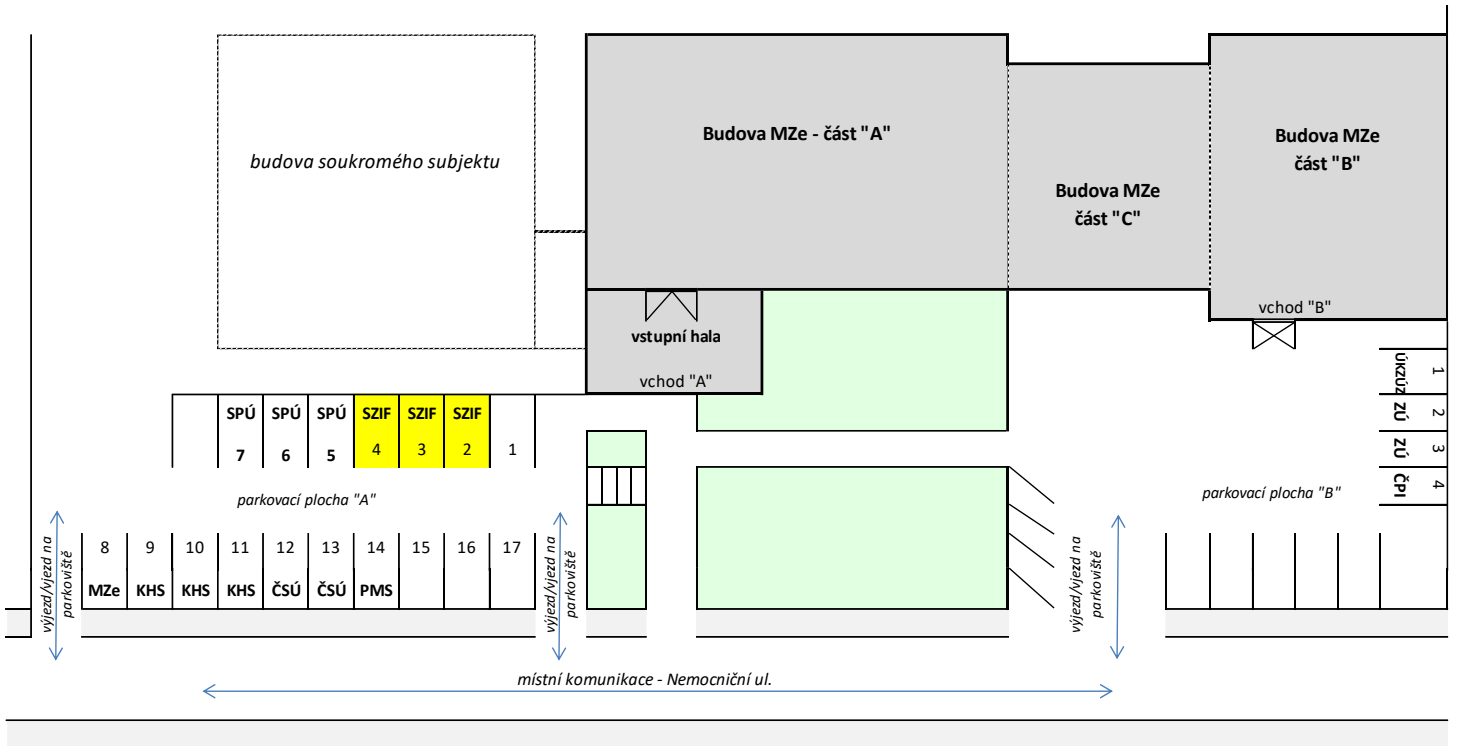 budova soukromého subjektu
Budova MZe - část "A"
Budova MZe
část "C"
Budova MZe
část "B"
vchod "B"
vstupní hala
vchod "A"
SPÚ SPÚ SPÚ SZIF SZIF SZIF
7 6 5 4 3 2 1
parkovací plocha "A"
8 9 10 11 12 13 14 15 16 17
MZe KHS KHS KHS ČSÚ ČSÚ PMS
výjezd/vjezd na
parkoviště
výjezd/vjezd na
parkoviště
ÚKZÚZ 1
ZÚ 2
ZÚ 3
ČPI 4
parkovací plocha "B"
výjezd/vjezd na
parkoviště
místní komunikace - Nemocniční ul.